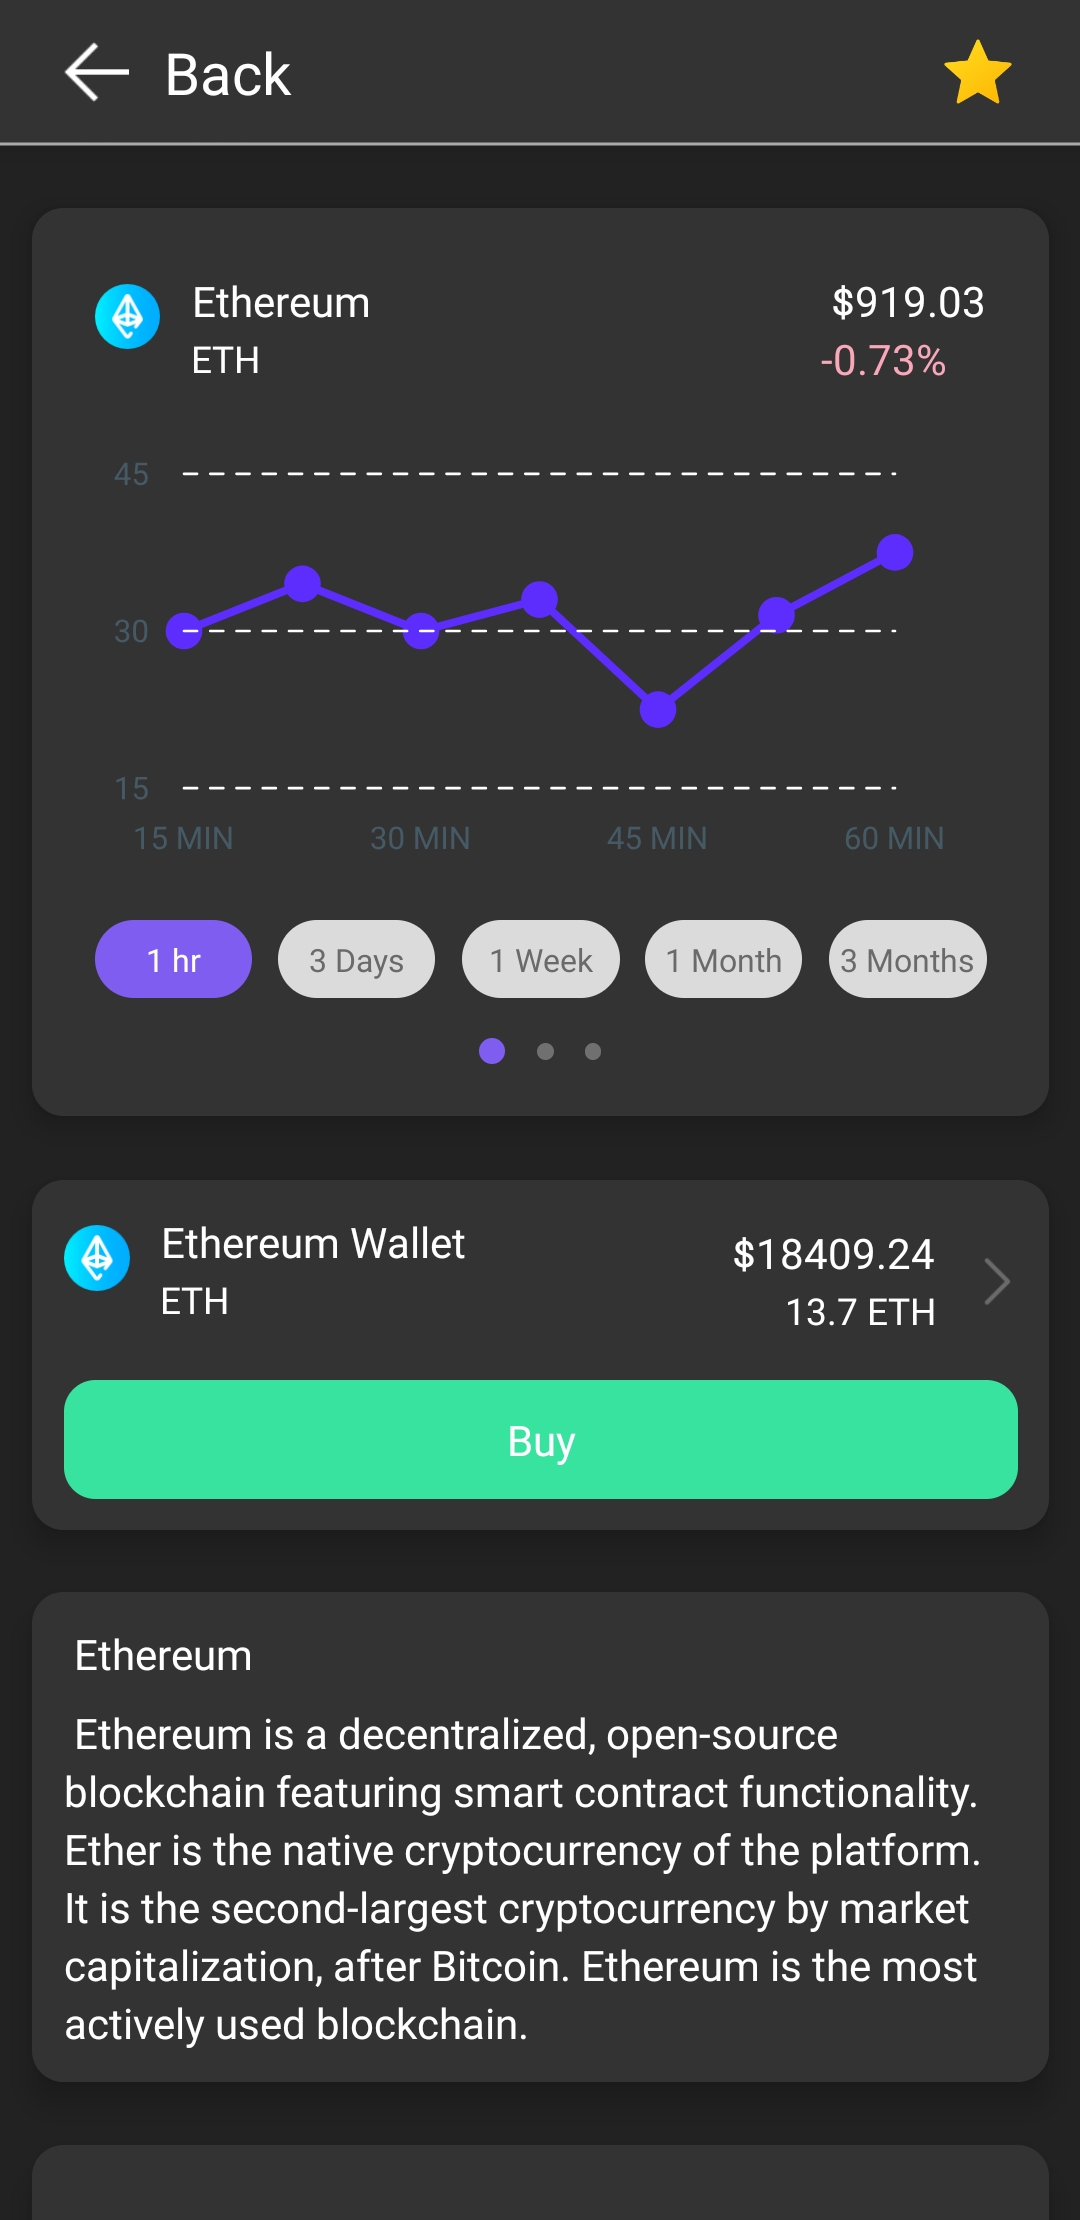 Back
Ethereum
$919.03
ETH
-0.73%
45
30
15
15 MIN
30 MIN
45 MIN
60 MIN
1 hr
3 Days
1 Week
1 Month
3 Months
Ethereum Wallet
$18409.24
ETH
13.7 ETH
Buy
Ethereum
Ethereum is a decentralized, open-source
blockchain featuring smart contract functionality.
Ether is the native cryptocurrency of the platform.
It is the second-largest cryptocurrency by market
capitalization, after Bitcoin. Ethereum is the most
actively used blockchain.